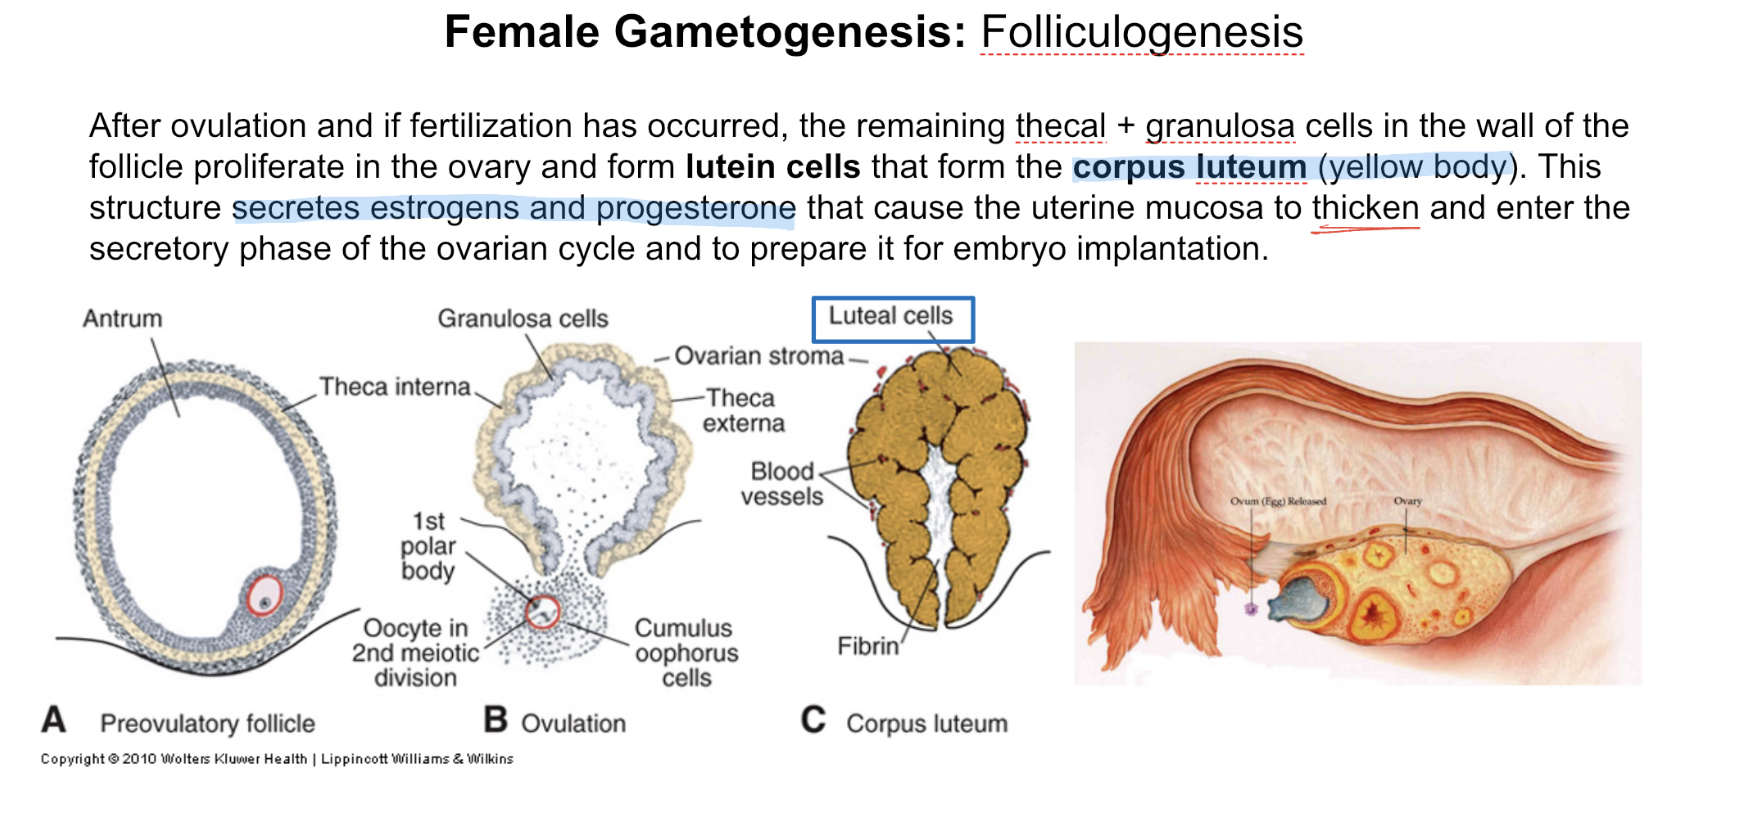 Female Gametogenesis: Folliculogenesis
After ovulation and if fertilization has occurred, the remaining thecal + granulosa cells in the wall of the
follicle proliferate in the ovary and form lutein cells that form the corpus luteum (yellow body). This
structure secretes estrogens and progesterone that cause the uterine mucosa to thicken and enter the
secretory phase of the ovarian cycle and to prepare it for embryo implantation.
Antrum
Theca interna
Granulosa cells
Ovarian stroma
Theca
externa
1st
polar
body
Oocyte in
2nd meiotic
division
Cumulus
oophorus
cells
Luteal cells
Blood
vessels
Fibrin
Ovum (Egg) Released
Ovary
A Preovulatory follicle
B Ovulation
C Corpus luteum
Copyright © 2010 Wolters Kluwer Health | Lippincott Williams & Wilkins